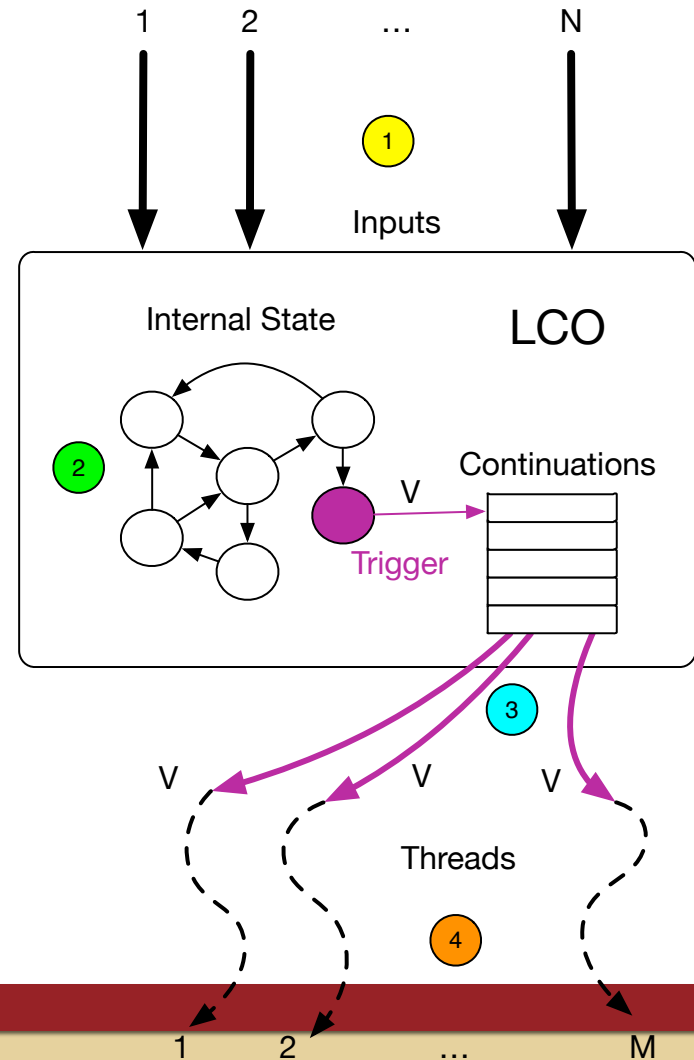 1 2 ... N
1
Inputs
Internal State
LCO
2
Continuations
V
Trigger
3
V V V
Threads
4
1 2 ... M